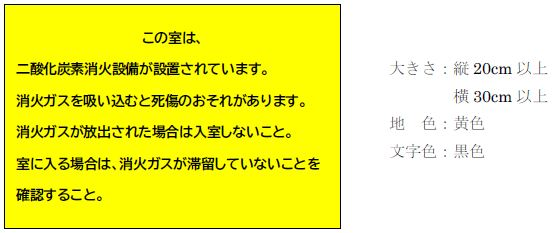 この室は、
二酸化炭素消火設備が設置されています。
消火ガスを吸い込むと死傷のおそれがあります。
消火ガスが放出された場合は入室しないこと。
室に入る場合は、消火ガスが滞留していないことを
確認すること。
大きさ：縦 20cm 以上
横 30cm 以上
地　色：黄色
文字色：黒色